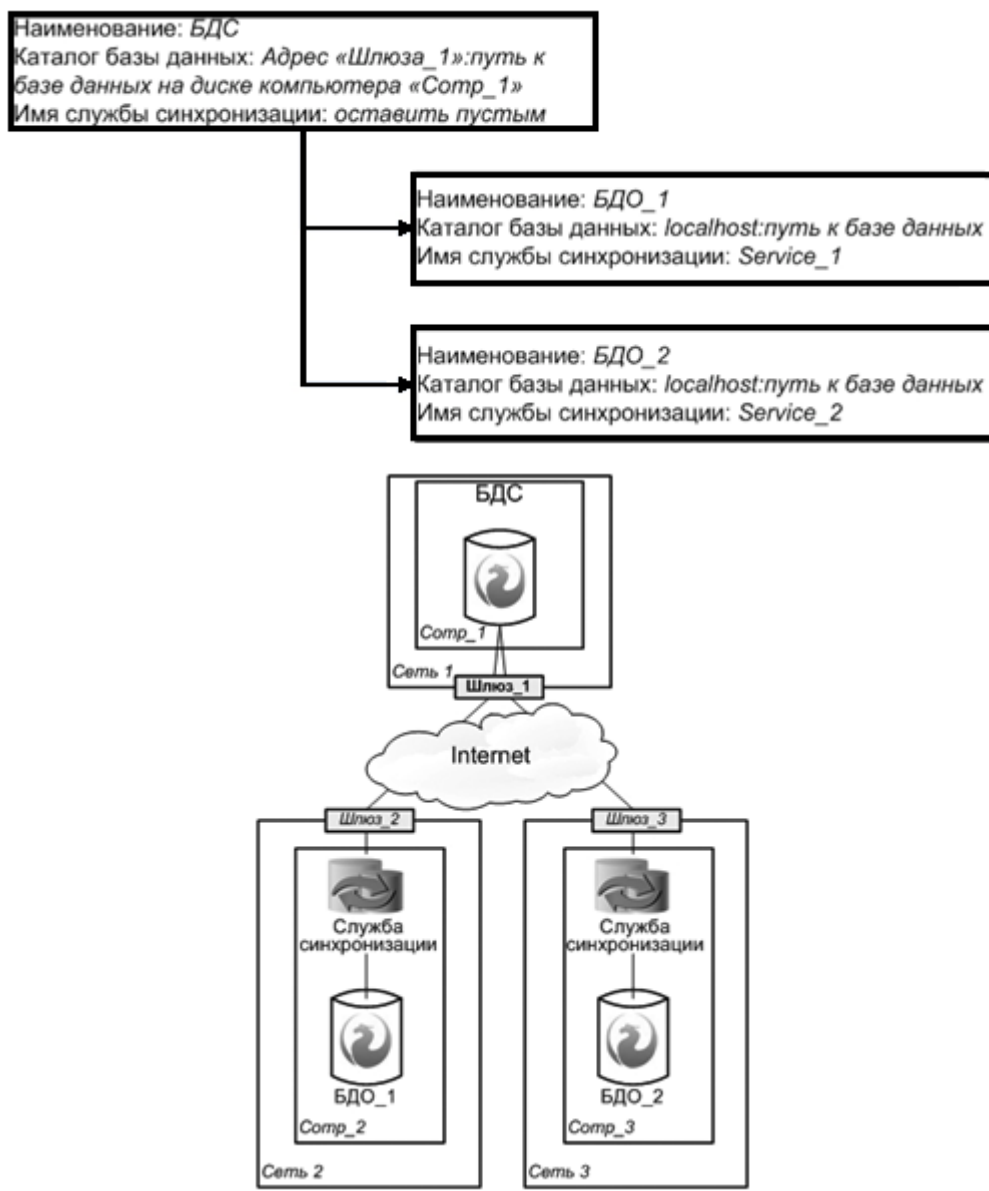 Наименование: БДС
Каталог базы данных: Адрес «Шлюза_1»:путь к
базе данных на диске компьютера «Comp_1»
Имя службы синхронизации: оставить пустым
Наименование: БДО_1
Каталог базы данных: localhost:путь к базе данных
Имя службы синхронизации: Service_1
Наименование: БДО_2
Каталог базы данных: localhost:путь к базе данных
Имя службы синхронизации: Service_2
БДС
Comp_1
Сеть 1
Шлюз_1
Internet
Шлюз_2
Служба
синхронизации
БДО_1
Comp_2
Сеть 2
Шлюз_3
Служба
синхронизации
БДО_2
Comp_3
Сеть 3